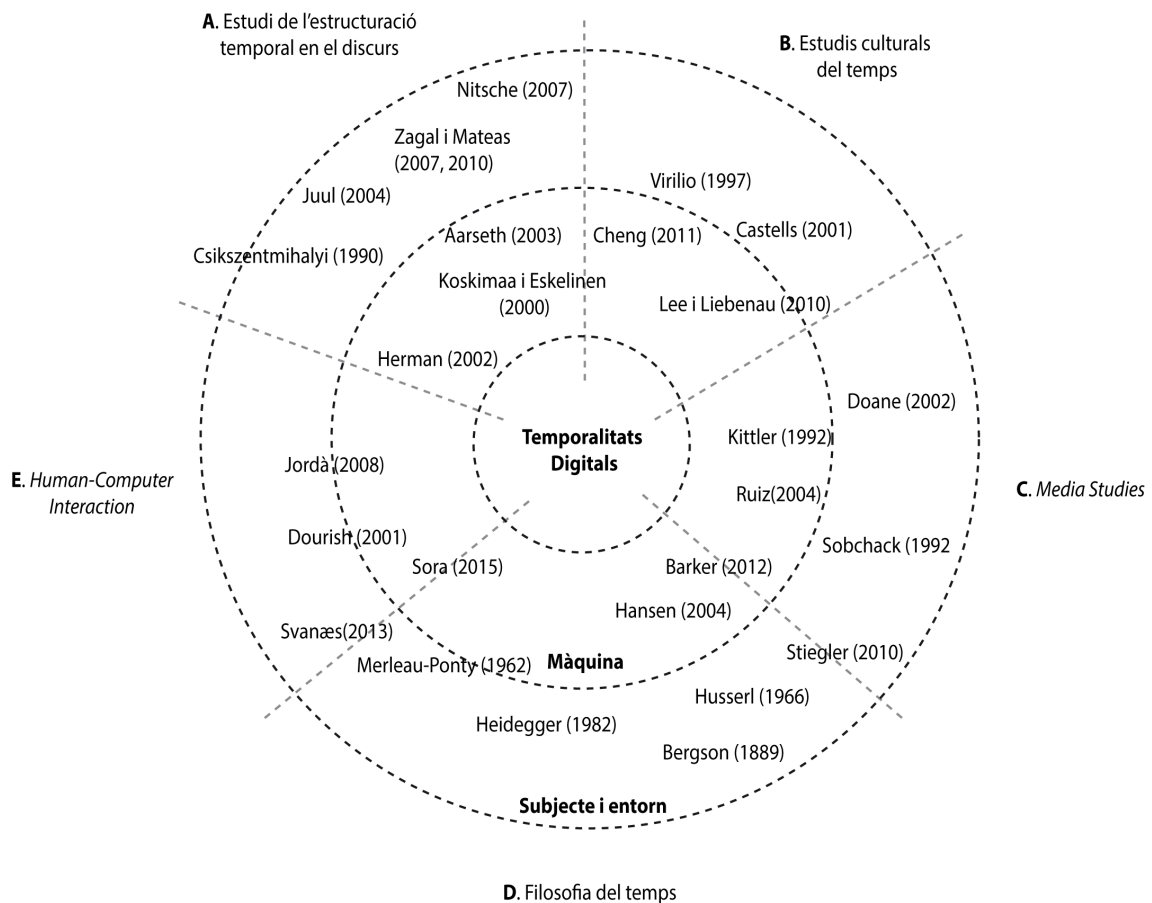 A. Estudi de l'estructuració
temporal en el discurs
B. Estudis culturals
del temps
Nitsche (2007)
Zagal i Mateas
(2007, 2010)
Juul (2004)
Virilio (1997)
Csikszentmihalyi (1990)
Aarseth (2003)
Cheng (2011)
Castells (2001)
Koskimaa i Eskelinen
(2000)
Lee i Liebenau (2010)
Herman (2002)
Doane (2002)
Temporalitats
Digitals
Kittler (1992)
Jordà (2008)
Ruiz(2004)
E. Human-Computer
Interaction
C. Media Studies
Dourish (2001)
Sobchack (1992
Sora (2015)
Barker (2012)
Hansen (2004)
Svanæs(2013)
Merleau-Ponty (1962)
Màquina
Stiegler (2010)
Husserl (1966)
Heidegger (1982)
Bergson (1889)
Subjecte i entorn
D. Filosofia del temps